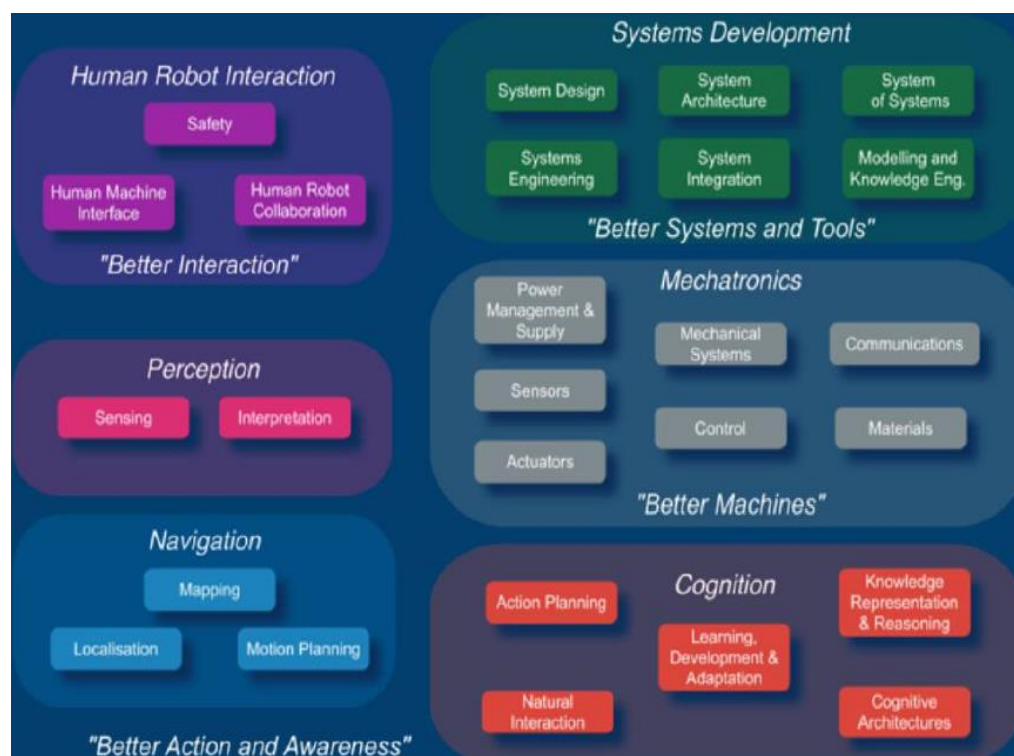 Human Robot Interaction
Safety
Human Machine
Interface
Human Robot
Collaboration
"Better Interaction"
Perception
Sensing
Interpretation
Navigation
Mapping
Localisation
Motion Planning
"Better Action and Awareness"
Systems Development
System Design
System
Architecture
System
of Systems
Systems
Engineering
System
Integration
Modelling and
Knowledge Eng.
"Better Systems and Tools"
Mechatronics
Power
Management &
Supply
Mechanical
Systems
Communications
Sensors
Control
Materials
Actuators
"Better Machines"
Cognition
Action Planning
Knowledge
Representation
& Reasoning
Learning,
Development &
Adaptation
Natural
Interaction
Cognitive
Architectures